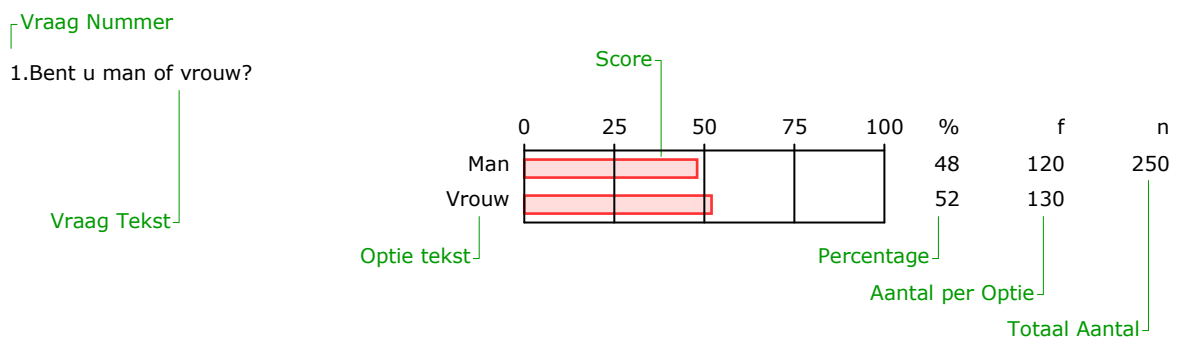 Vraag Nummer
1.Bent u man of vrouw?
Score
0 25 50 75 100 % f n
Man 48 120 250
Vrouw 52 130
Vraag Tekst
Optie tekst Percentage
Aantal per Optie
Totaal Aantal